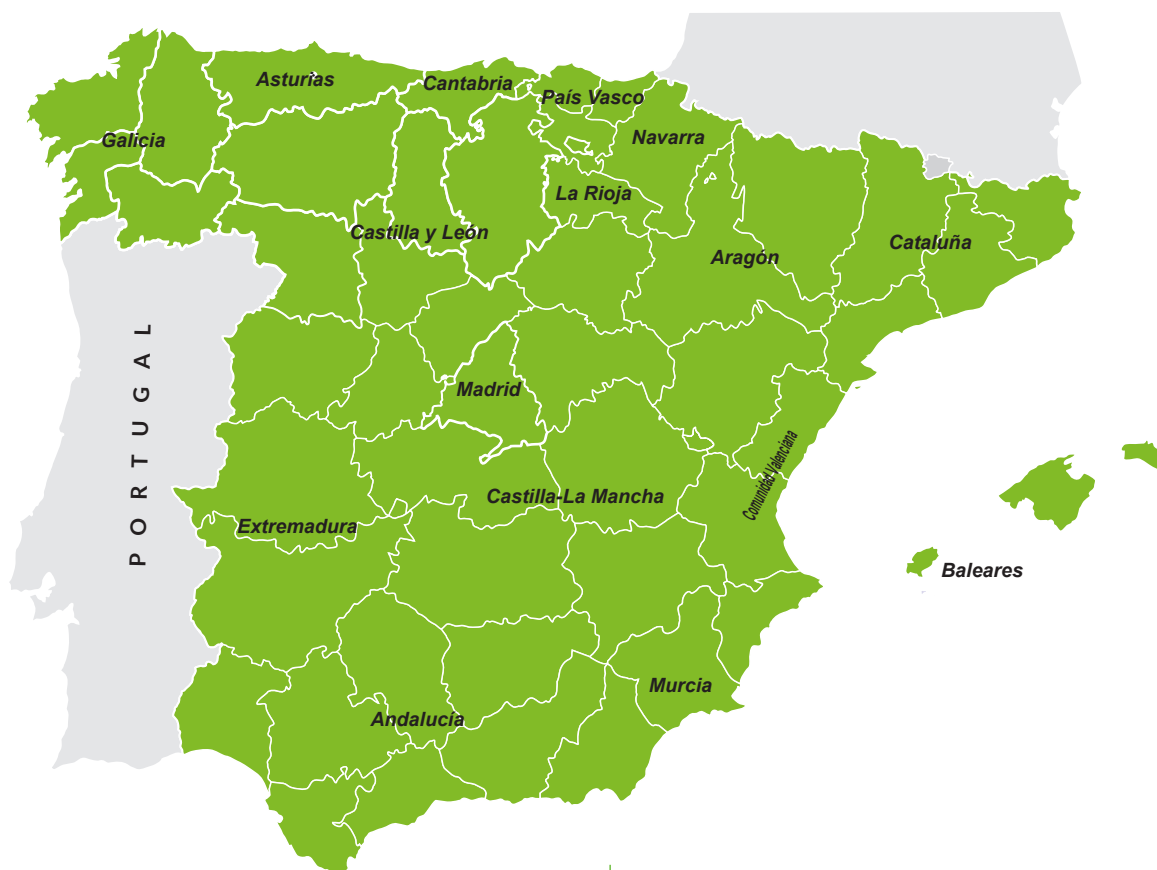 Asturias
Cantabria
País Vasco
Galicia
Navarra
La Rioja
Castilla y León
Aragón
Cataluña
PORTUGAL
Madrid
Comunidad Valenciana
Castilla-La Mancha
Extremadura
Baleares
Murcia
Andalucía